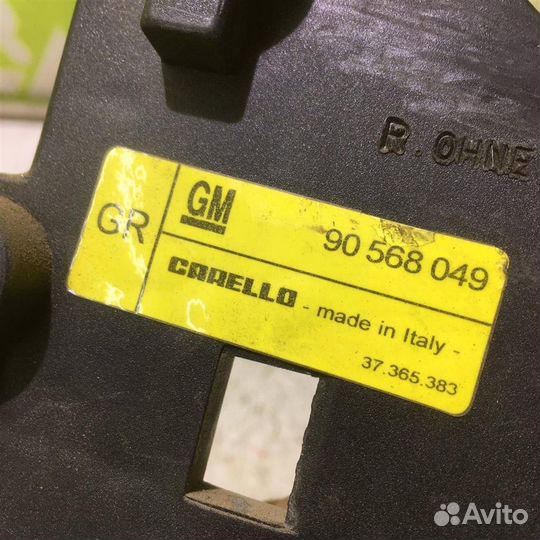 R. OHNE
GR
GM
90 568 049
CARELLO - made in Italy -
37.365.383
Avito